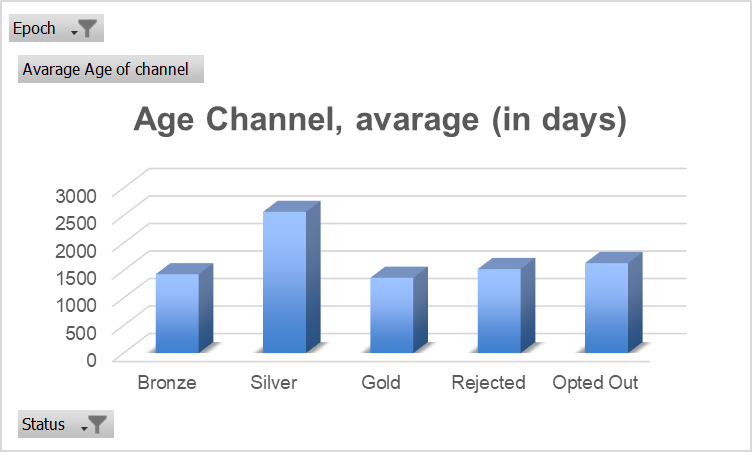 Epoch
Avarage Age of channel
Age Channel, avarage (in days)
3000
2500
2000
1500
1000
500
0
Bronze Silver Gold Rejected Opted Out
Status